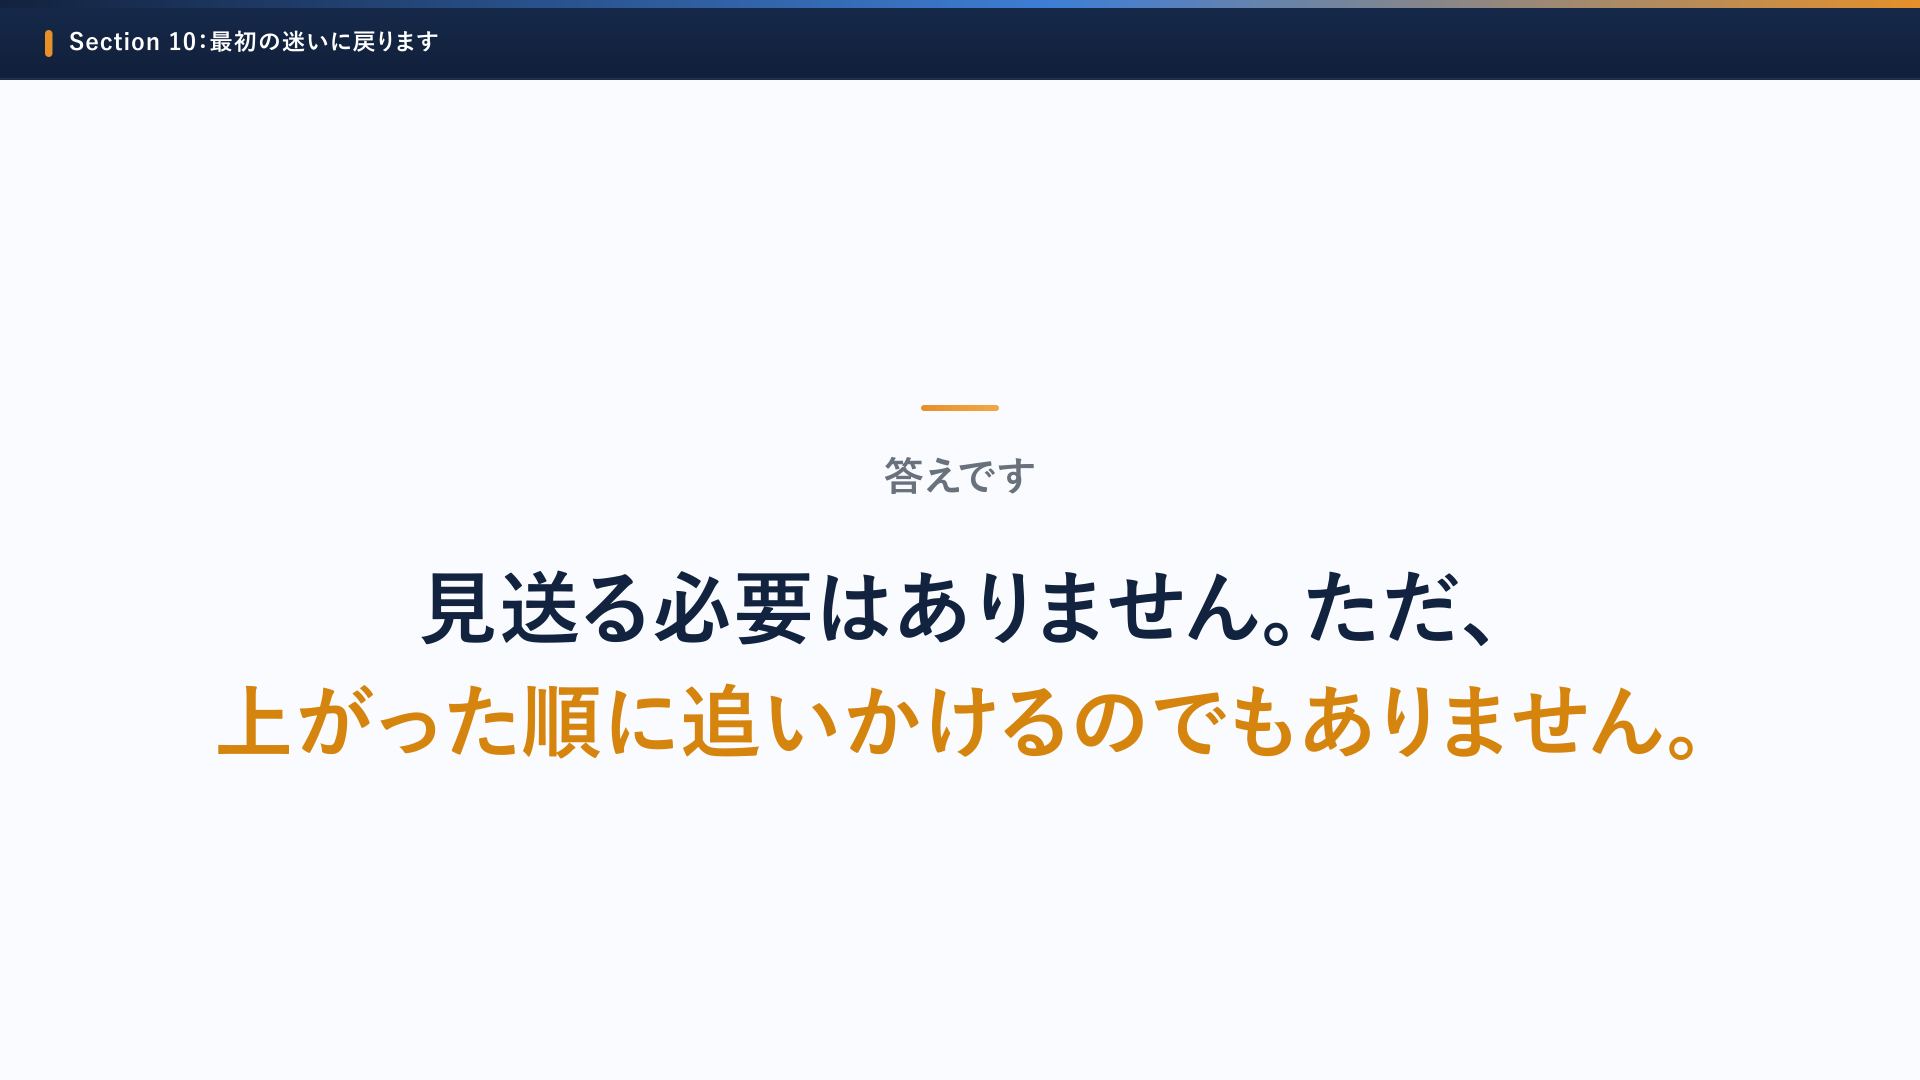 Section 10：最初の迷いに戻ります
答えです
見送る必要はありません。ただ、
上がった順に追いかけるのでもありません。